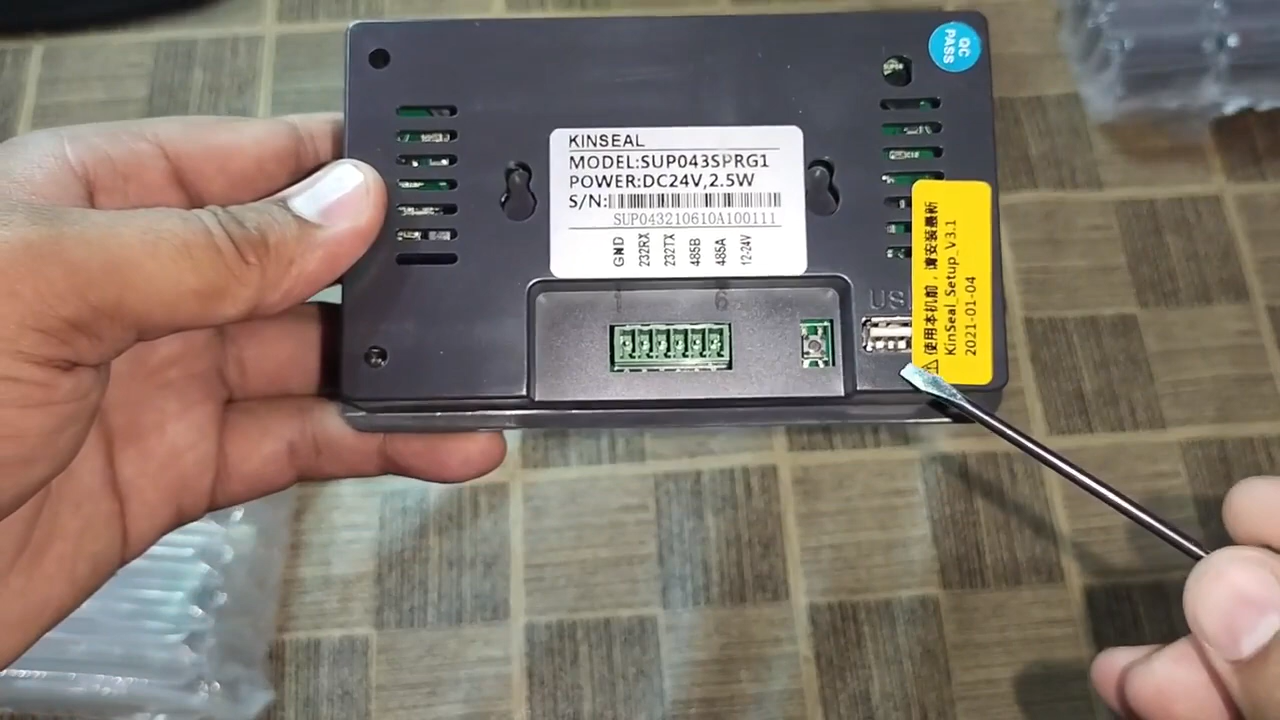 QC
PASS
KINSEAL
MODEL:SUP043SPRG1
POWER:DC24V,2.5W
S/N:
SUP043210610A100111
GND
232RX
232TX
485B
485A
12-24V
1
6
US
使用本机前，请安装最新
KinSeal_Setup_V3.1
2021-01-04